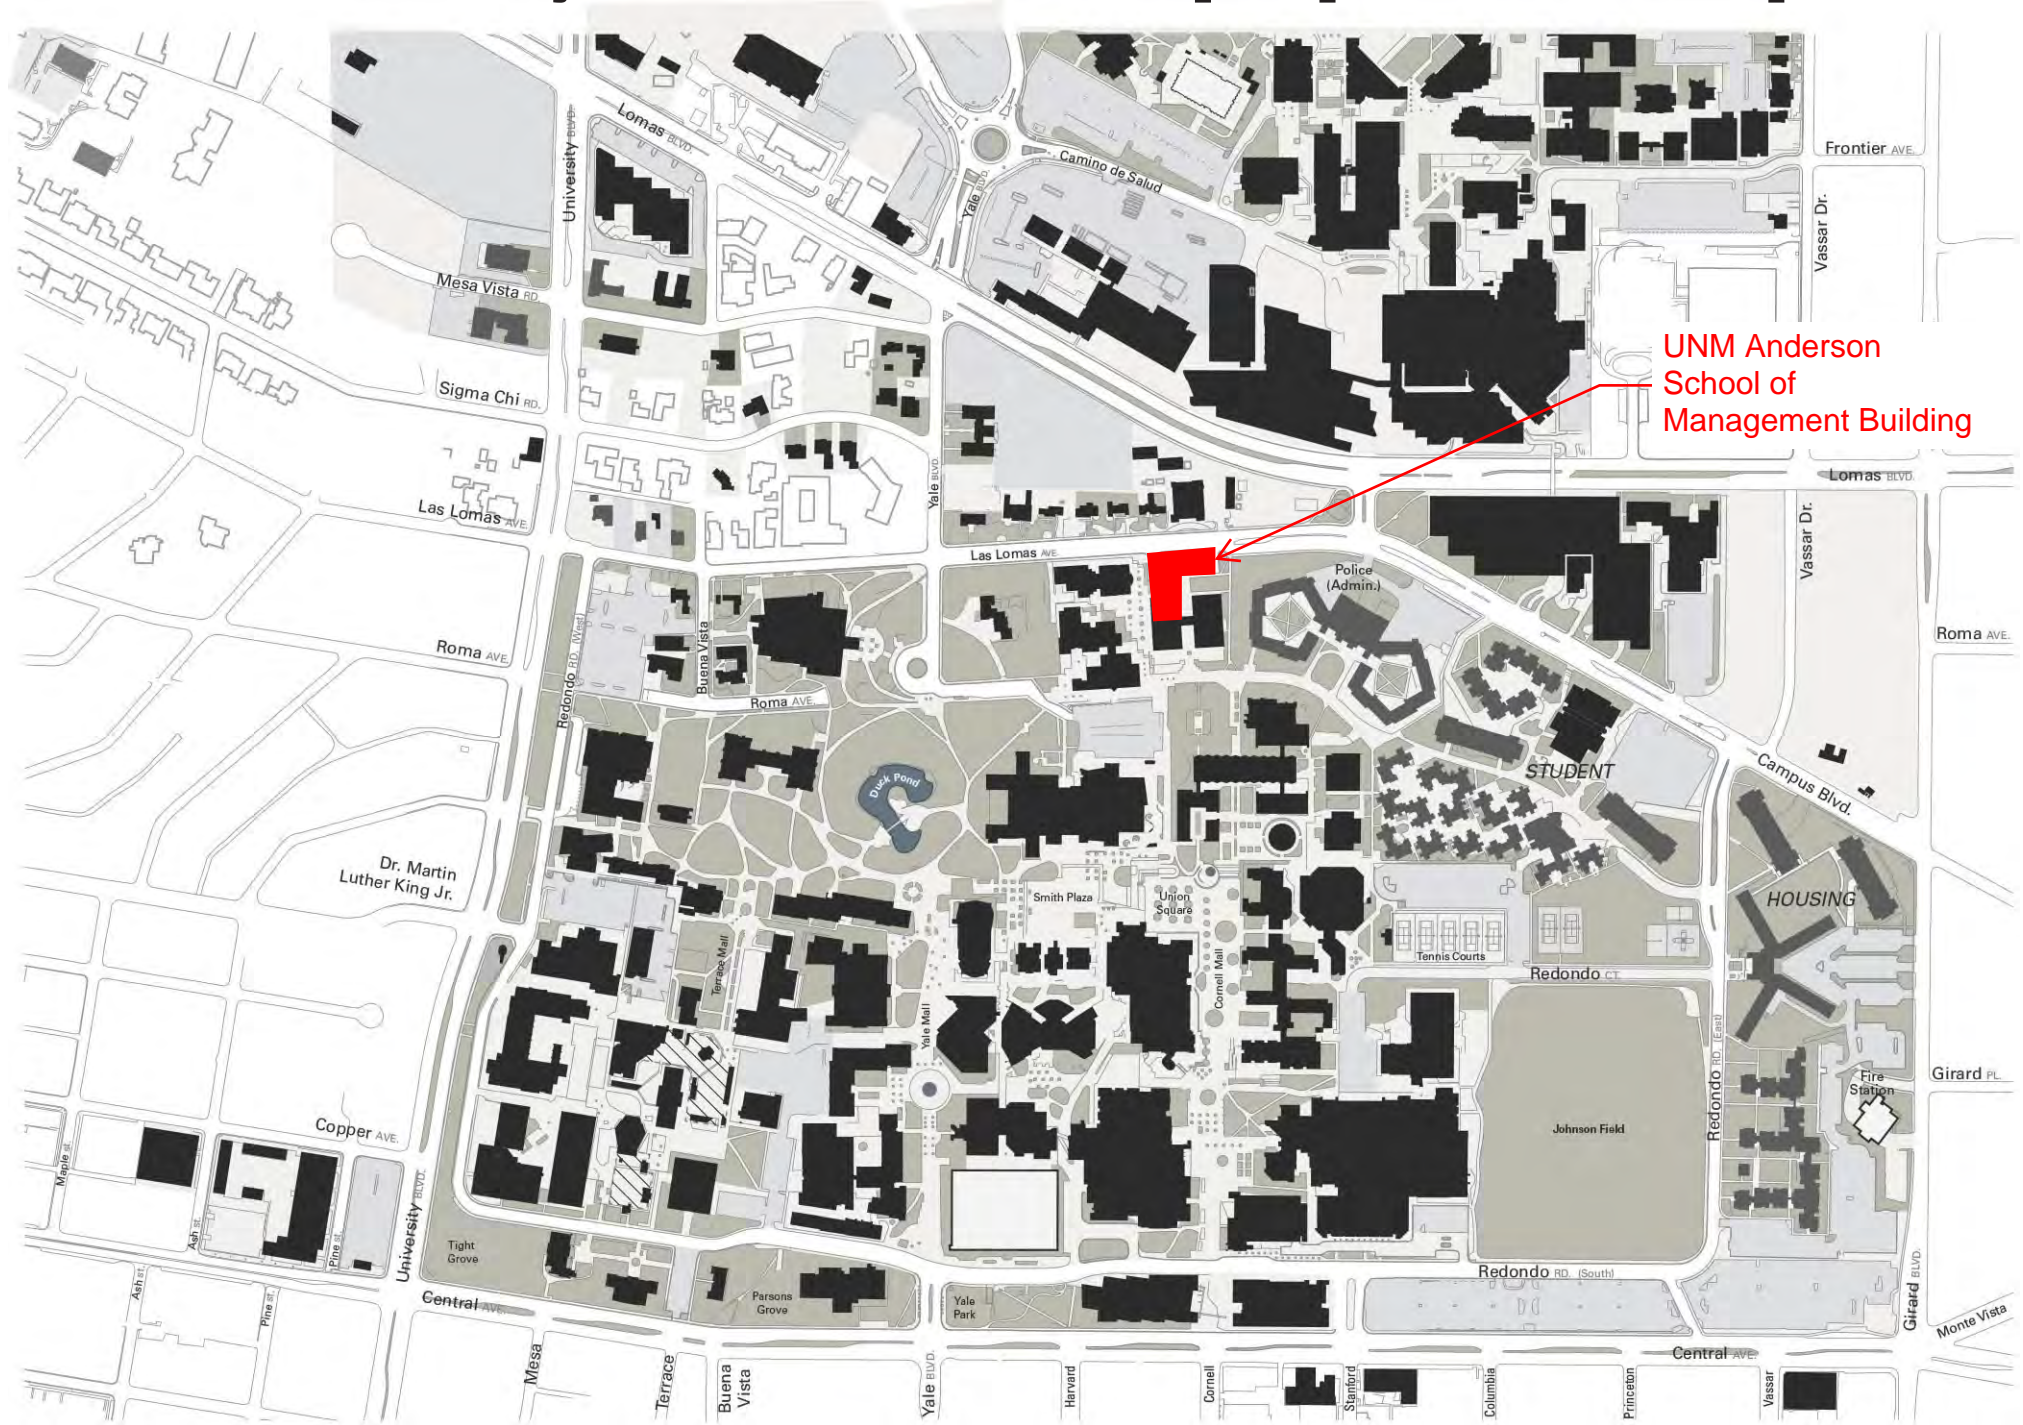 Lomas BLVD.
University BLVD.
Camino de Salud
Yale BLVD.
Frontier AVE.
Vassar Dr.
Mesa Vista RD.
UNM Anderson
School of
Management Building
Sigma Chi RD.
Lomas BLVD.
Yale BLVD.
Las Lomas AVE.
Vassar Dr.
Las Lomas AVE.
Police
(Admin.)
Roma AVE.
Roma AVE.
Buena Vista
Redondo RD. (West)
Roma AVE.
STUDENT
Campus Blvd.
Duck Pond
Dr. Martin
Luther King Jr.
Smith Plaza
Union
Square
HOUSING
Terrace Mall
Cornell Mall
Tennis Courts
Redondo CT.
Yale Mall
Redondo RD. (East)
Fire
Station
Girard PL.
Johnson Field
Copper AVE.
Maple st.
Ash st.
Pine st.
University BLVD.
Tight
Grove
Redondo RD. (South)
Girard BLVD.
Ash st.
Pine st.
Central AVE.
Parsons
Grove
Yale
Park
Monte Vista
Central AVE.
Mesa
Terrace
Buena
Vista
Yale BLVD.
Harvard
Cornell
Stanford
Columbia
Princeton
Vassar